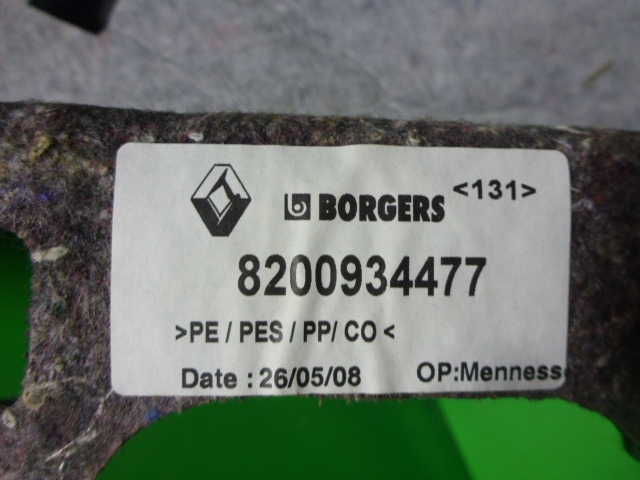 BORGERS <131>
8200934477
>PE / PES / PP/ CO <
Date : 26/05/08 OP:Menness